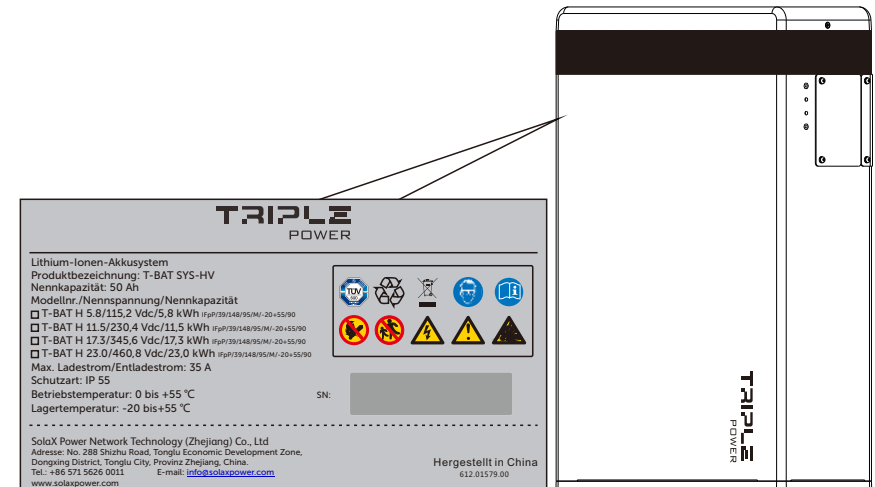 TRIPLE
POWER
Lithium-Ionen-Akkusystem
Produktbezeichnung: T-BAT SYS-HV
Nennkapazität: 50 Ah
Modellnr./Nennspannung/Nennkapazität
T-BAT H 5.8/115,2 Vdc/5,8 kWh IFpP/39/148/95/M/-20+55/90
T-BAT H 11.5/230,4 Vdc/11,5 kWh IFpP/39/148/95/M/-20+55/90
T-BAT H 17.3/345,6 Vdc/17,3 kWh IFpP/39/148/95/M/-20+55/90
T-BAT H 23.0/460,8 Vdc/23,0 kWh IFpP/39/148/95/M/-20+55/90
Max. Ladestrom/Entladestrom: 35 A
Schutzart: IP 55
Betriebstemperatur: 0 bis +55 °C
Lagertemperatur: -20 bis+55 °C
TÜV
SN:
SolaX Power Network Technology (Zhejiang) Co., Ltd
Adresse: No. 288 Shizhu Road, Tonglu Economic Development Zone,
Dongxing District, Tonglu City, Provinz Zhejiang, China.
Tel.: +86 571 5626 0011 E-mail: info@solaxpower.com
www.solaxpower.com
Hergestellt in China
612.01579.00
TRIPLE
POWER